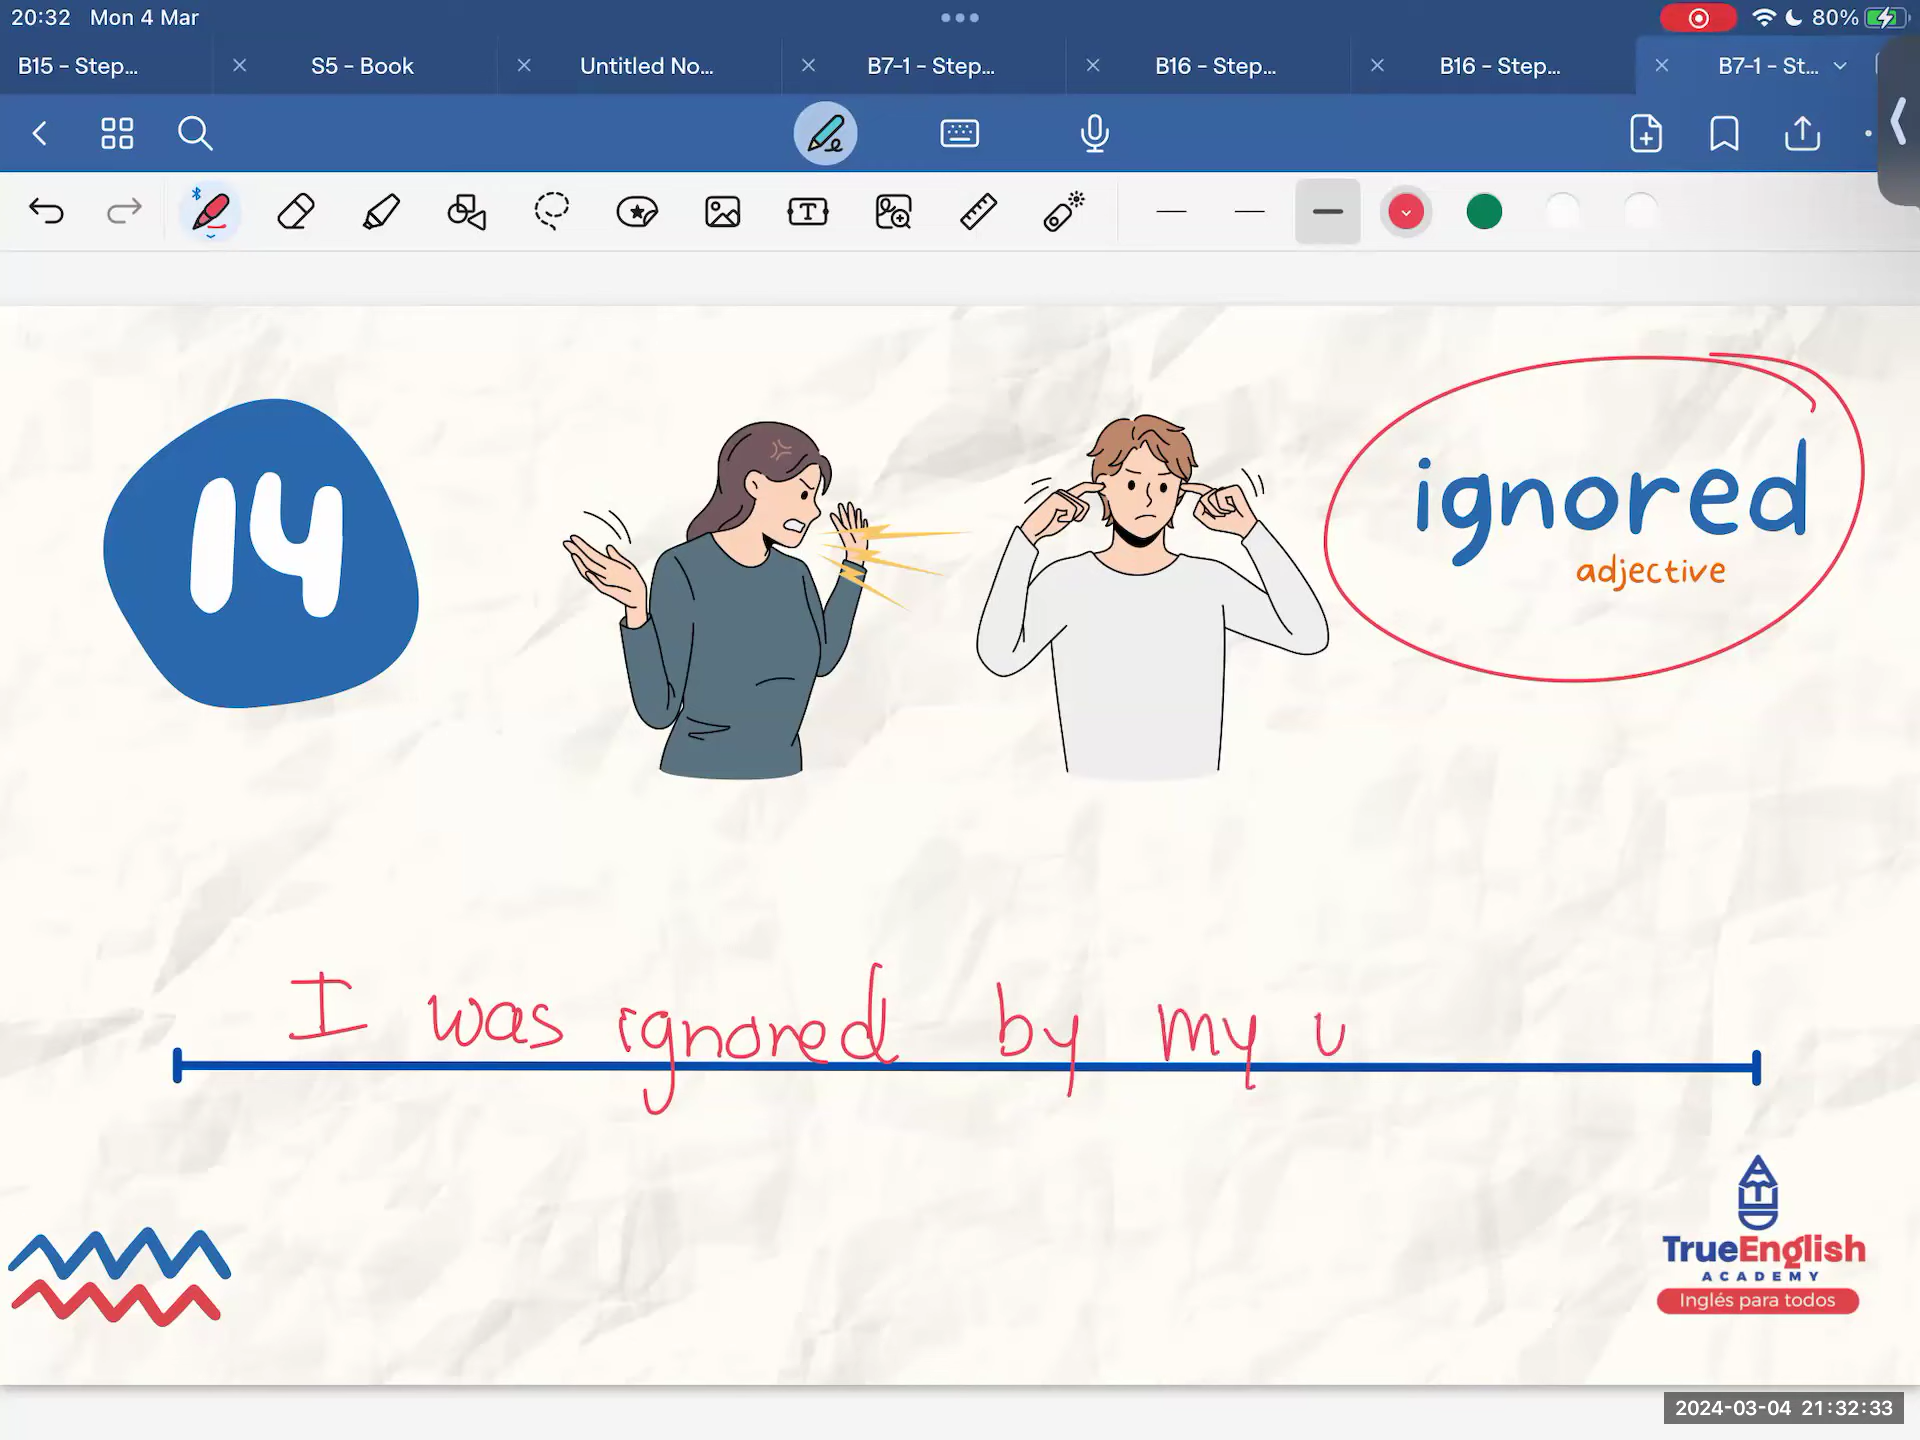 20:32 Mon 4 Mar
80%
B15 - Step...
S5 - Book
Untitled No...
B7-1 - Step...
B16 - Step...
B16 - Step...
B7-1 - St...
14
ignored
adjective
I was ignored by my u
TrueEnglish
ACADEMY
Inglés para todos
2024-03-04 21:32:33